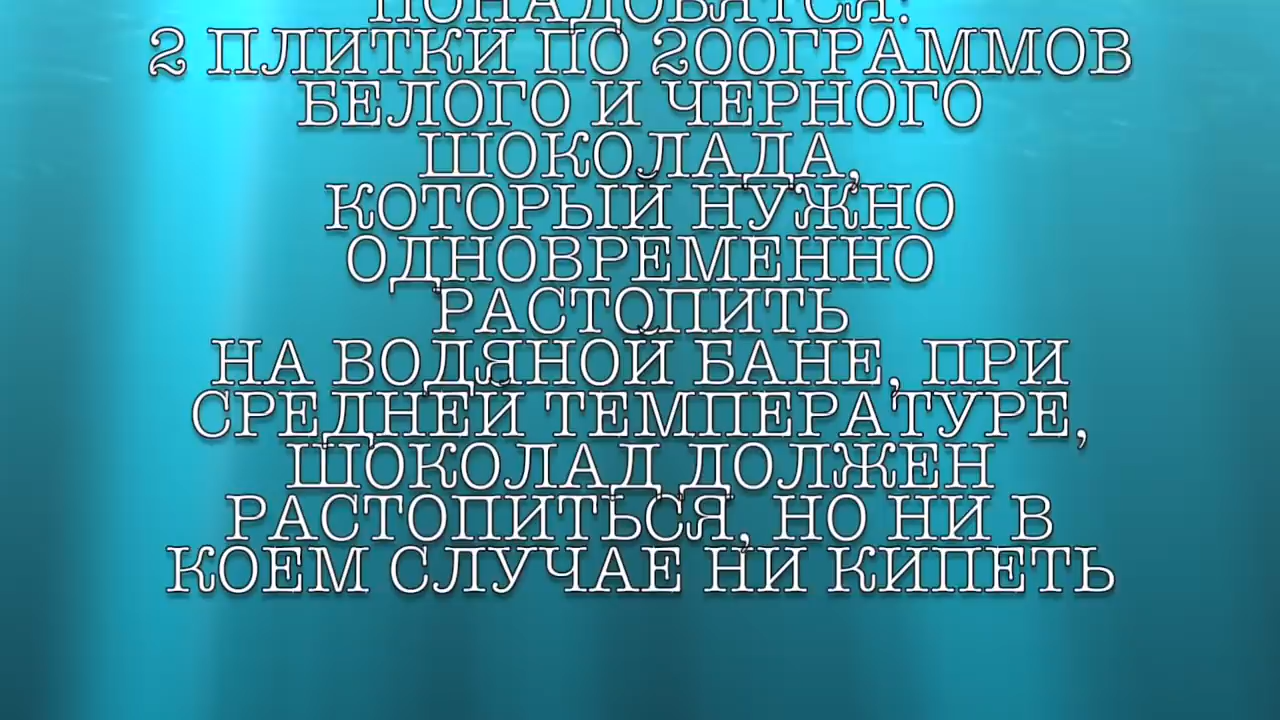 ПОНАДОБЯТСЯ:
2 ПЛИТКИ ПО 200ГРАММОВ
БЕЛОГО И ЧЕРНОГО
ШОКОЛАДА,
КОТОРЫЙ НУЖНО
ОДНОВРЕМЕННО
РАСТОПИТЬ
НА ВОДЯНОЙ БАНЕ, ПРИ
СРЕДНЕЙ ТЕМПЕРАТУРЕ,
ШОКОЛАД ДОЛЖЕН
РАСТОПИТЬСЯ, НО НИ В
КОЕМ СЛУЧАЕ НИ КИПЕТЬ